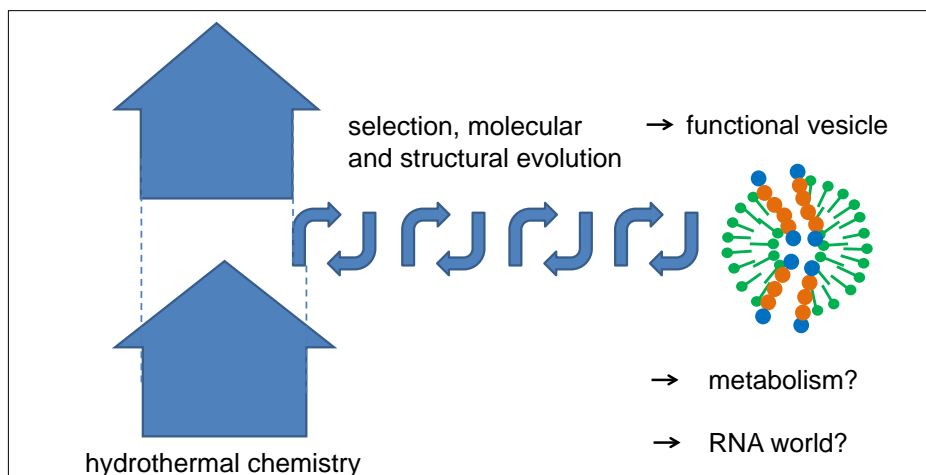 selection, molecular
and structural evolution
→ functional vesicle
→ metabolism?
→ RNA world?
hydrothermal chemistry